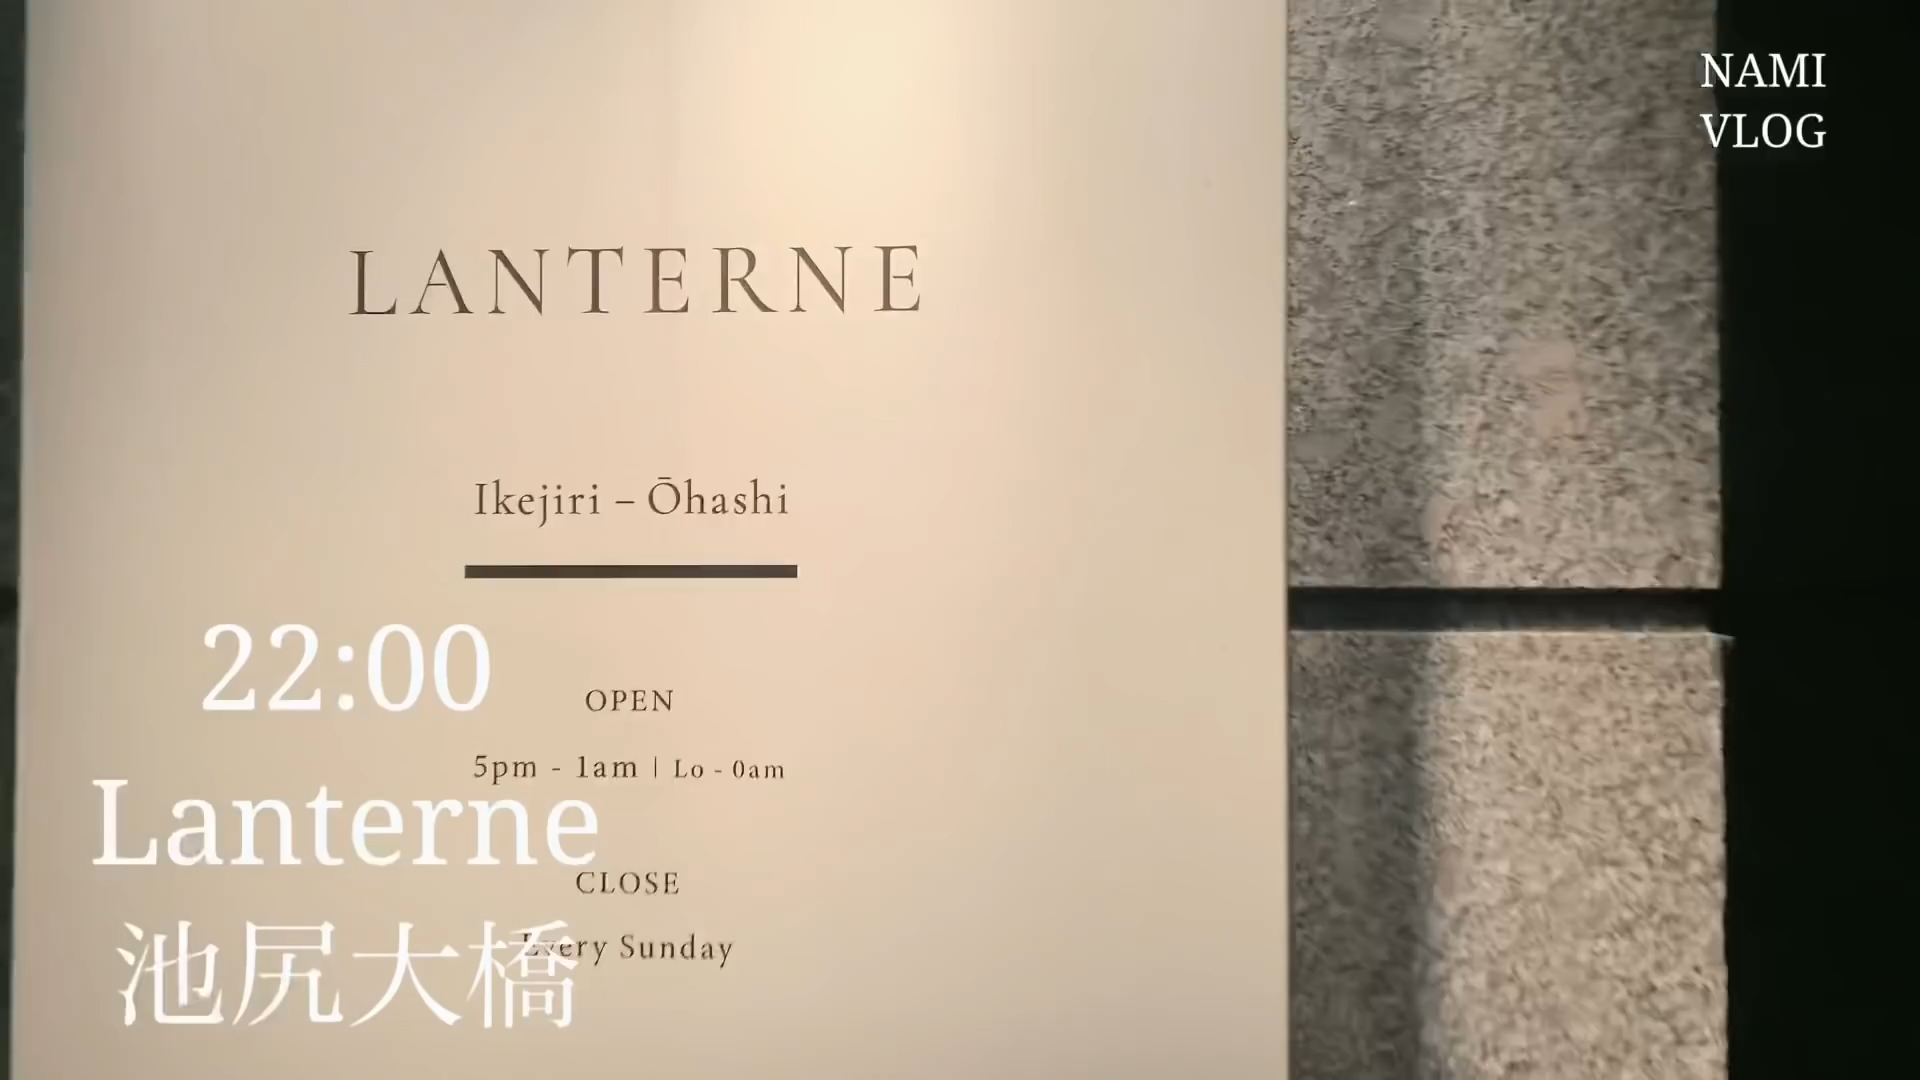 NAMI
VLOG
LANTERNE
Ikejiri – Ōhashi
22:00
OPEN
5pm - 1am | Lo - 0am
Lanterne
CLOSE
Every Sunday
池尻大橋